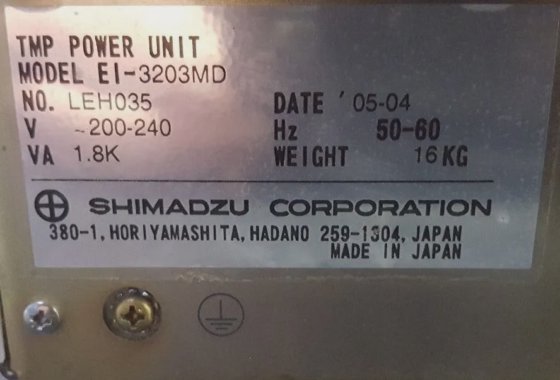 TMP POWER UNIT
MODEL EI-3203MD
NO. LEH035 DATE '05-04
V ~200-240 Hz 50-60
VA 1.8K WEIGHT 16KG
SHIMADZU CORPORATION
380-1, HORIYAMASHITA, HADANO 259-1304, JAPAN
MADE IN JAPAN